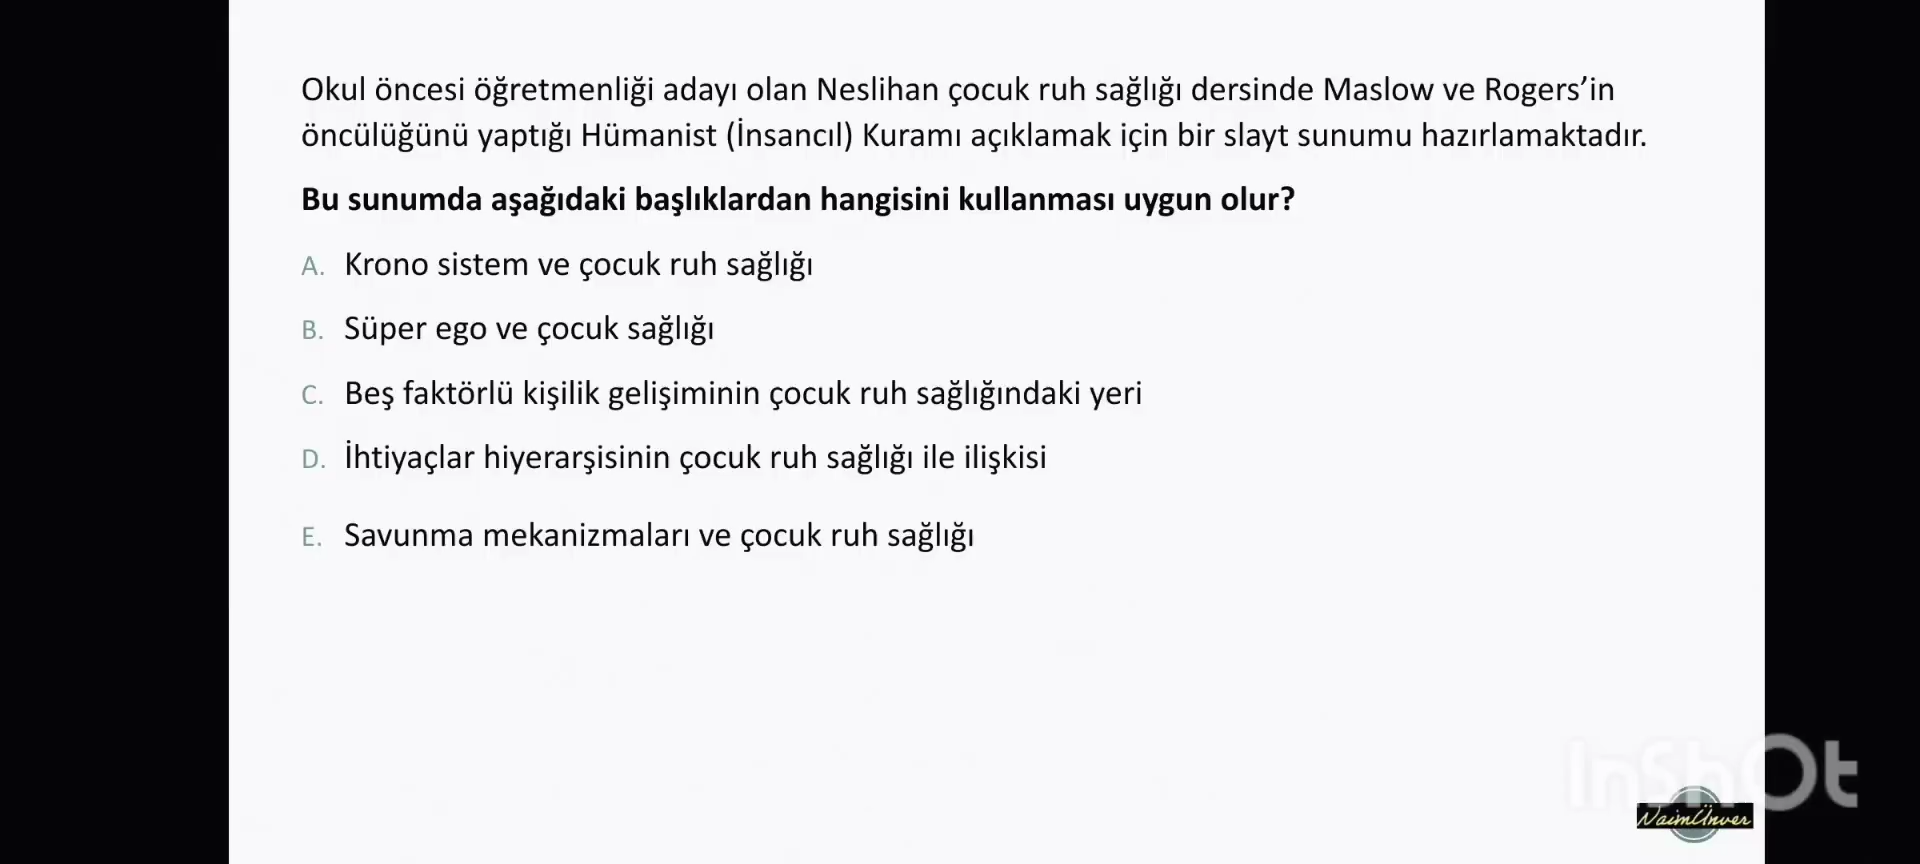 Okul öncesi öğretmenliği adayı olan Neslihan çocuk ruh sağlığı dersinde Maslow ve Rogers’in
öncülüğünü yaptığı Hümanist (İnsancıl) Kuramı açıklamak için bir slayt sunumu hazırlamaktadır.
Bu sunumda aşağıdaki başlıklardan hangisini kullanması uygun olur?
A. Krono sistem ve çocuk ruh sağlığı
B. Süper ego ve çocuk sağlığı
C. Beş faktörlü kişilik gelişiminin çocuk ruh sağlığındaki yeri
D. İhtiyaçlar hiyerarşisinin çocuk ruh sağlığı ile ilişkisi
E. Savunma mekanizmaları ve çocuk ruh sağlığı
InShOt
NaimÜnver